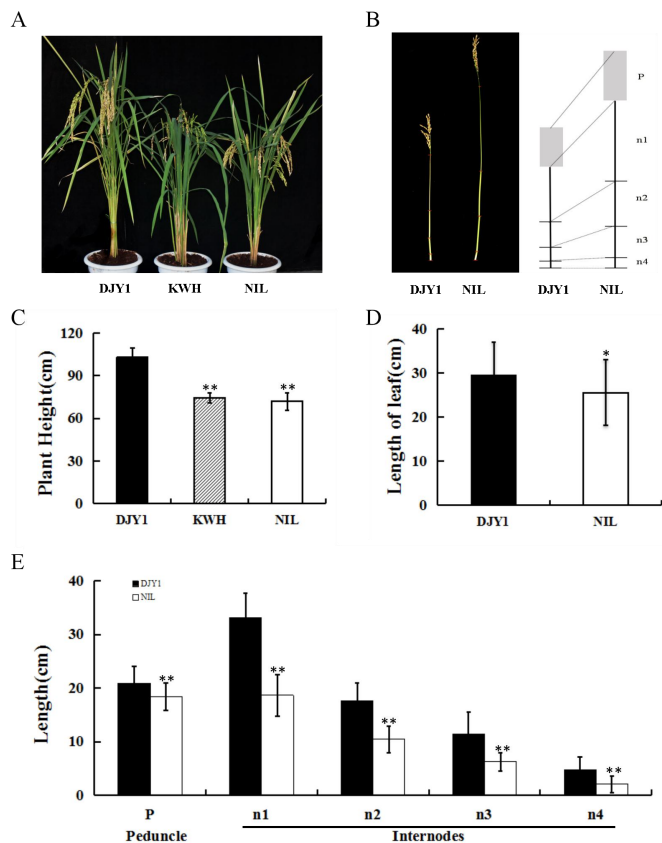 A
B
DJY1 KWH NIL
DJY1 NIL DJY1 NIL
P
n1
n2
n3
n4
C
Plant Height(cm)
120
90
60
30
0
** **
DJY1 KWH NIL
D
Length of leaf(cm)
40
30
20
10
0
*
DJY1 NIL
E
DJY1
NIL
Length(cm)
40
30
20
10
0
** ** ** ** **
P n1 n2 n3 n4
Peduncle Internodes